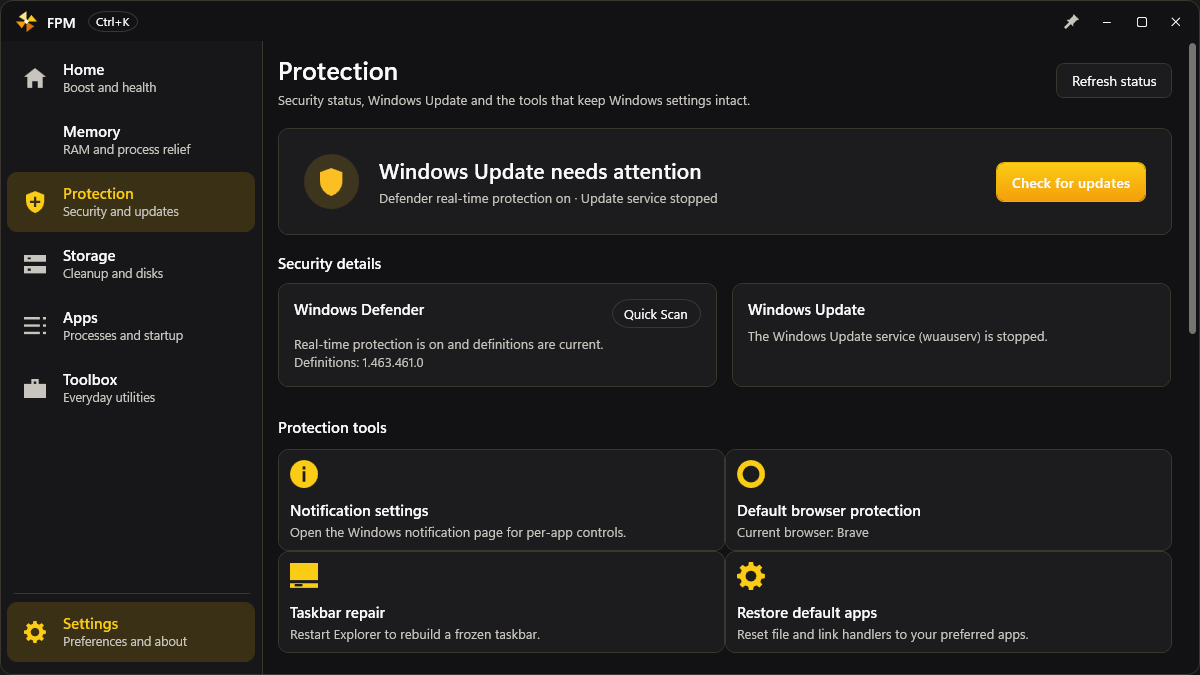 FPM Ctrl+K
Home
Boost and health
Memory
RAM and process relief
Protection
Security and updates
Storage
Cleanup and disks
Apps
Processes and startup
Toolbox
Everyday utilities
Settings
Preferences and about
Protection
Security status, Windows Update and the tools that keep Windows settings intact.
Refresh status
Windows Update needs attention
Defender real-time protection on · Update service stopped
Check for updates
Security details
Windows Defender
Quick Scan
Real-time protection is on and definitions are current.
Definitions: 1.463.461.0
Windows Update
The Windows Update service (wuauserv) is stopped.
Protection tools
Notification settings
Open the Windows notification page for per-app controls.
Default browser protection
Current browser: Brave
Taskbar repair
Restart Explorer to rebuild a frozen taskbar.
Restore default apps
Reset file and link handlers to your preferred apps.